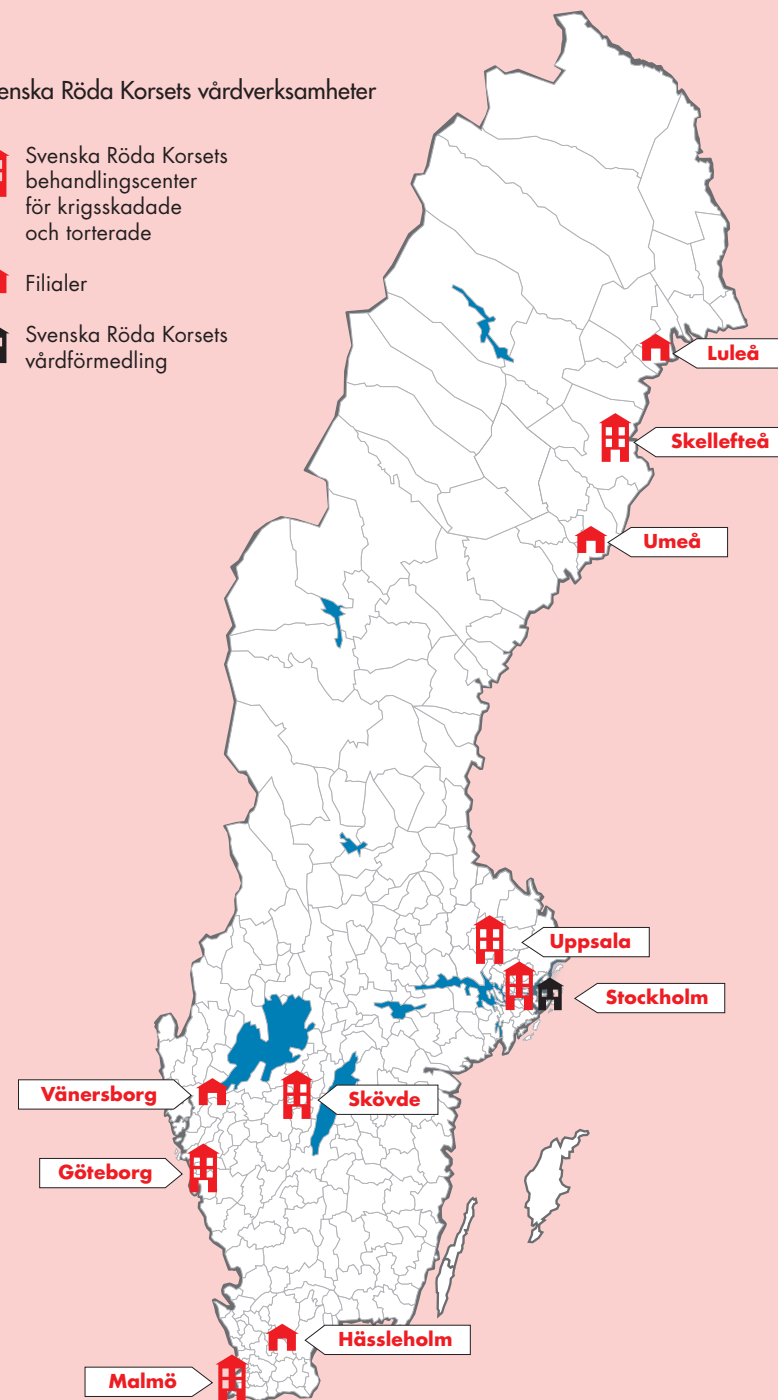 enska Röda Korsets vårdverksamheter
Svenska Röda Korsets
behandlingscenter
för krigsskadade
och torterade
Filialer
Svenska Röda Korsets
vårdförmedling
Luleå
Skellefteå
Umeå
Uppsala
Stockholm
Vänersborg
Skövde
Göteborg
Hässleholm
Malmö